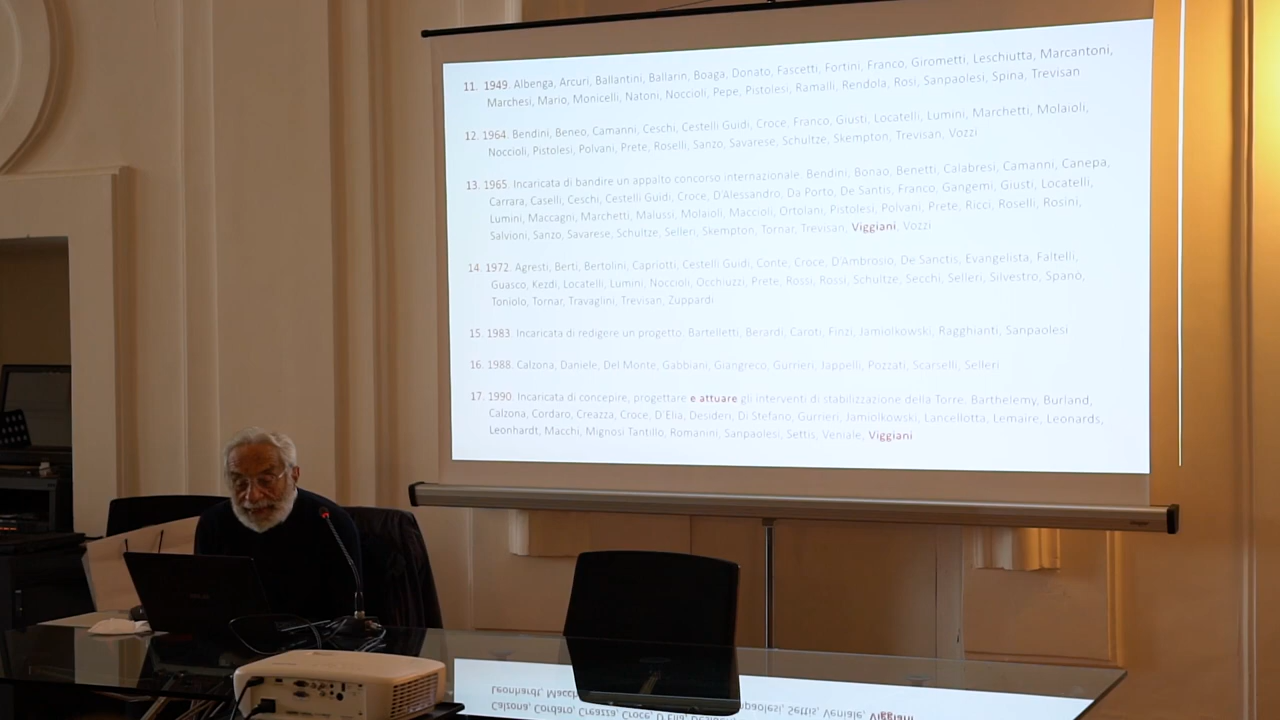 11. 1949. Albenga, Arcuri, Ballantini, Ballarin, Boaga, Donato, Fascetti, Fortini, Franco, Girometti, Leschiutta, Marcantoni,
Marchesi, Mario, Monicelli, Natoni, Noccioli, Pepe, Pistolesi, Ramalli, Rendola, Rosi, Sanpaolesi, Spina, Trevisan
12. 1964. Bendini, Beneo, Camanni, Ceschi, Cestelli Guidi, Croce, Franco, Giusti, Locatelli, Lumini, Marchetti, Molaioli,
Noccioli, Pistolesi, Polvani, Prete, Roselli, Sanzo, Savarese, Schultze, Skempton, Trevisan, Vozzi
13. 1965. Incaricata di bandire un appalto concorso internazionale. Bendini, Bonao, Benetti, Calabresi, Camanni, Canepa,
Carrara, Caselli, Ceschi, Cestelli Guidi, Croce, D'Alessandro, Da Porto, De Santis, Franco, Gangemi, Giusti, Locatelli,
Lumini, Maccagni, Marchetti, Maiussi, Molaioli, Maccioli, Ortolani, Pistolesi, Polvani, Prete, Ricci, Roselli, Rosini,
Salvioni, Sanzo, Savarese, Schultze, Selleri, Skempton, Tornar, Trevisan, Viggiani, Vozzi
14. 1972. Agresti, Berti, Bertolini, Capriotti, Cestelli Guidi, Conte, Croce, D'Ambrosio, De Sanctis, Evangelista, Faltelli,
Guasco, Kezdi, Locatelli, Lumini, Noccioli, Occhiuzzi, Prete, Rossi, Rossi, Schultze, Secchi, Selleri, Silvestro, Spano,
Toniolo, Tornar, Travaglini, Trevisan, Zuppardi
15. 1983. Incaricata di redigere un progetto. Bartelletti, Berardi, Caroti, Finzi, Jamiolkowski, Ragghianti, Sanpaolesi
16. 1988. Calzona, Daniele, Del Monte, Gabbiani, Giangreco, Gurrieri, Jappelli, Pozzati, Scarselli, Selleri
17. 1990. Incaricata di concepire, progettare e attuare gli interventi di stabilizzazione della Torre. Barthelemy, Burland,
Calzona, Cordaro, Creazza, Croce, D'Elia, Desideri, Di Stefano, Gurrieri, Jamiolkowski, Lancellotta, Lemaire, Leonards,
Leonhardt, Macchi, Mignosi Tantillo, Romanini, Sanpaolesi, Settis, Veniale, Viggiani